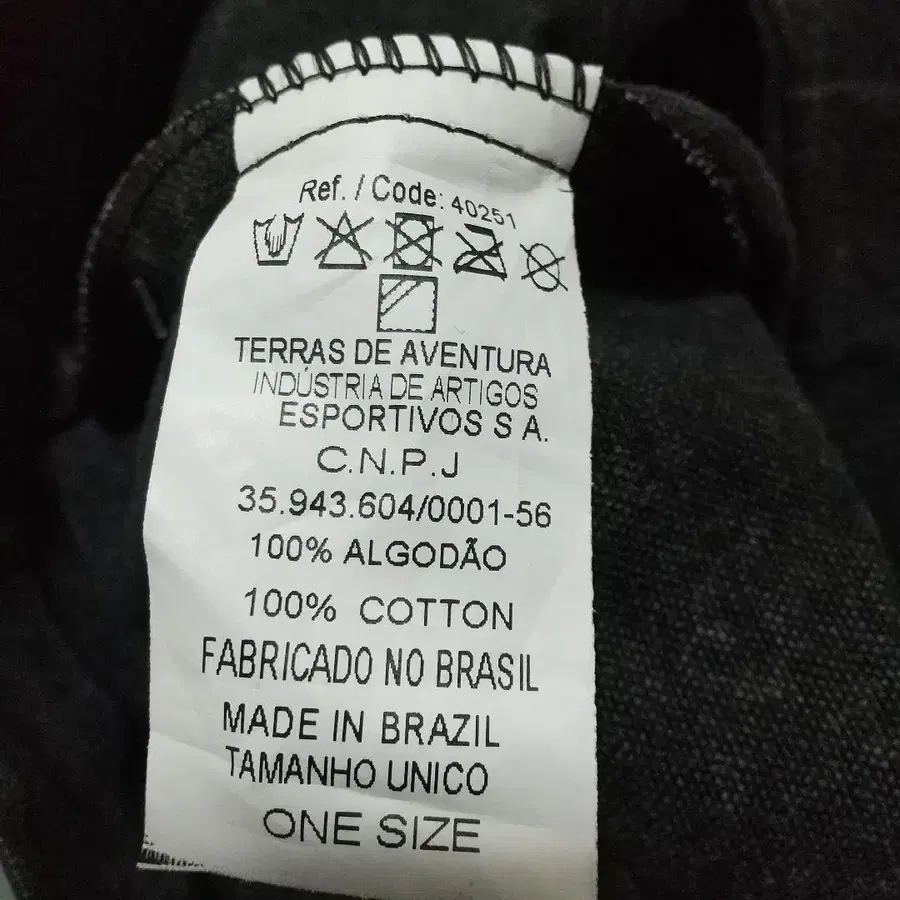 Ref. / Code: 40251
TERRAS DE AVENTURA
INDÚSTRIA DE ARTIGOS
ESPORTIVOS S A.
C.N.P.J
35.943.604/0001-56
100% ALGODÃO
100% COTTON
FABRICADO NO BRASIL
MADE IN BRAZIL
TAMANHO UNICO
ONE SIZE